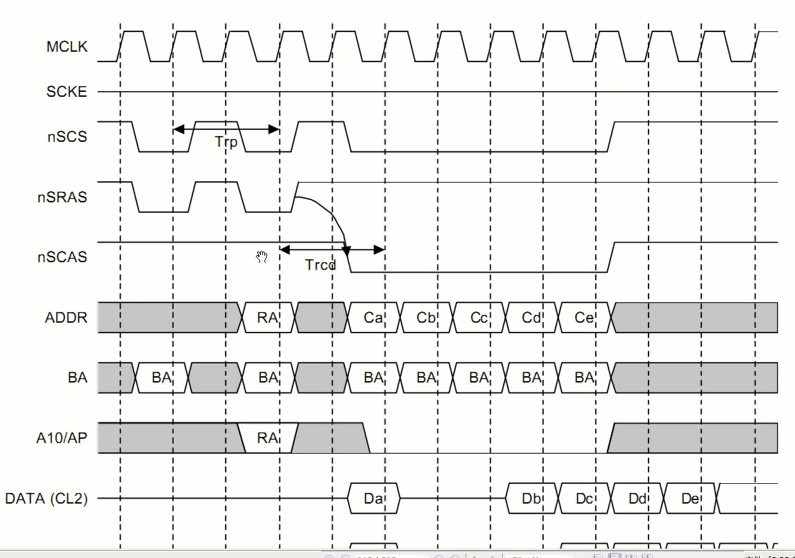 MCLK
SCKE
nSCS
Trp
nSRAS
nSCAS
Trcd
ADDR RA Ca Cb Cc Cd Ce
BA BA BA BA BA BA BA BA
A10/AP RA
DATA (CL2) Da Db Dc Dd De